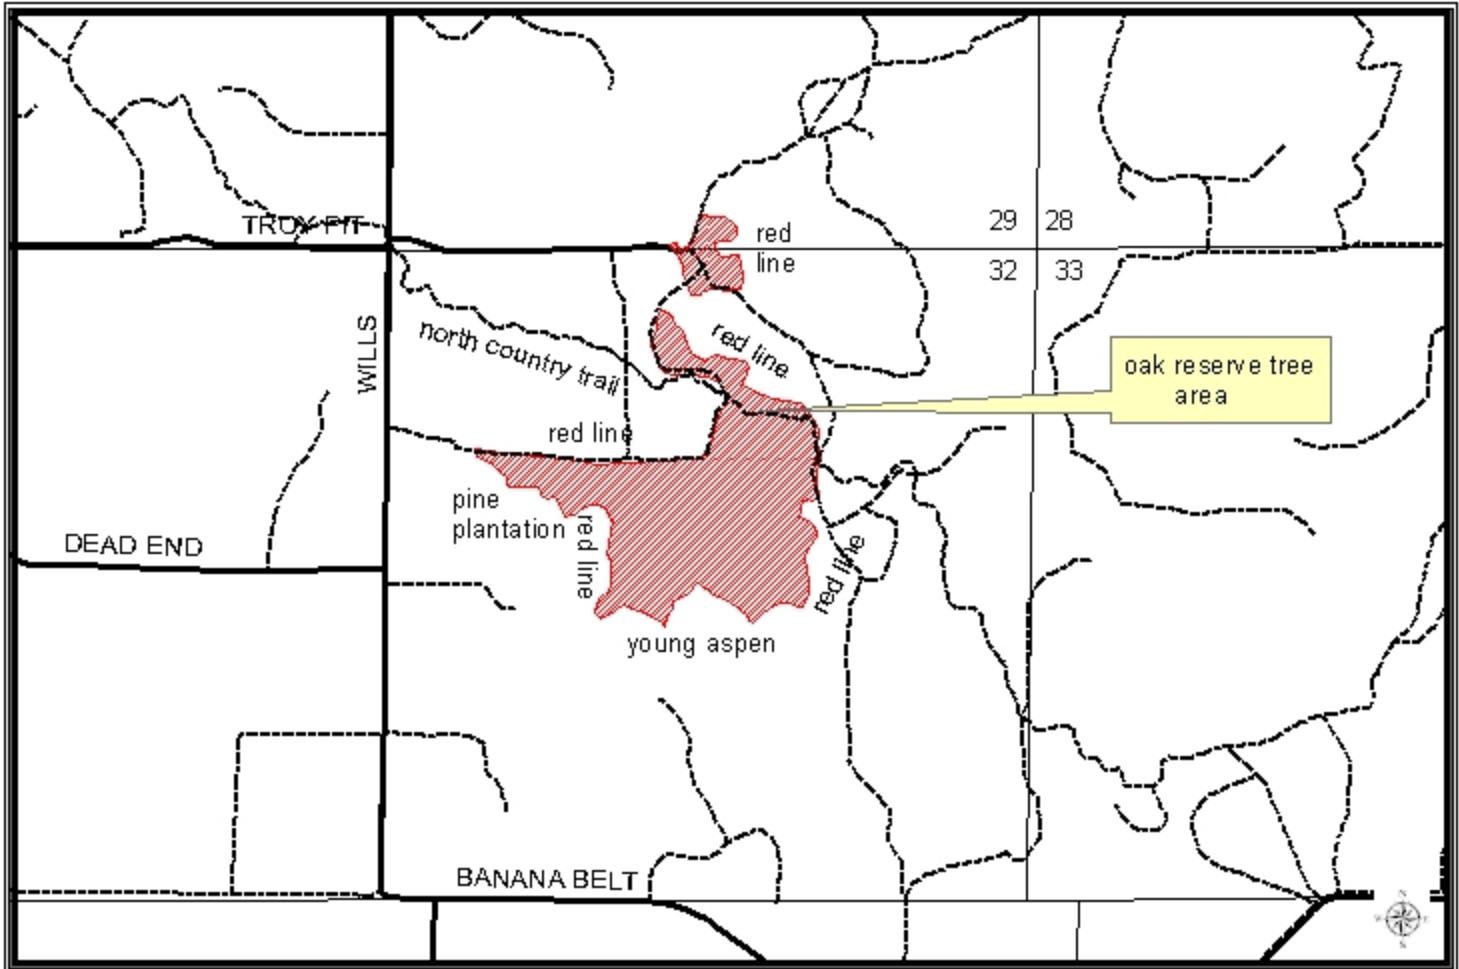 TROY PIT
29 28
32 33
red
line
WILLS
north country trail
red line
oak reserve tree
area
red line
pine
plantation
red line
DEAD END
red line
young aspen
BANANA BELT
N
W E
S